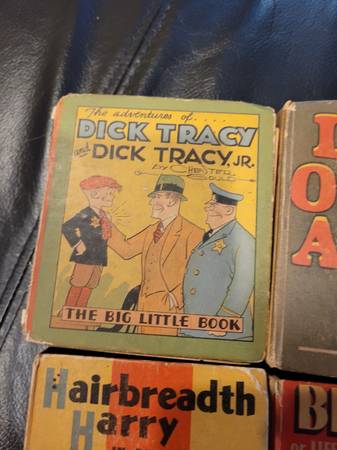 The adventures of....
DICK TRACY
and DICK TRACY, JR.
by CHESTER
GOULD
THE BIG LITTLE BOOK
Hairbreadth
Harry